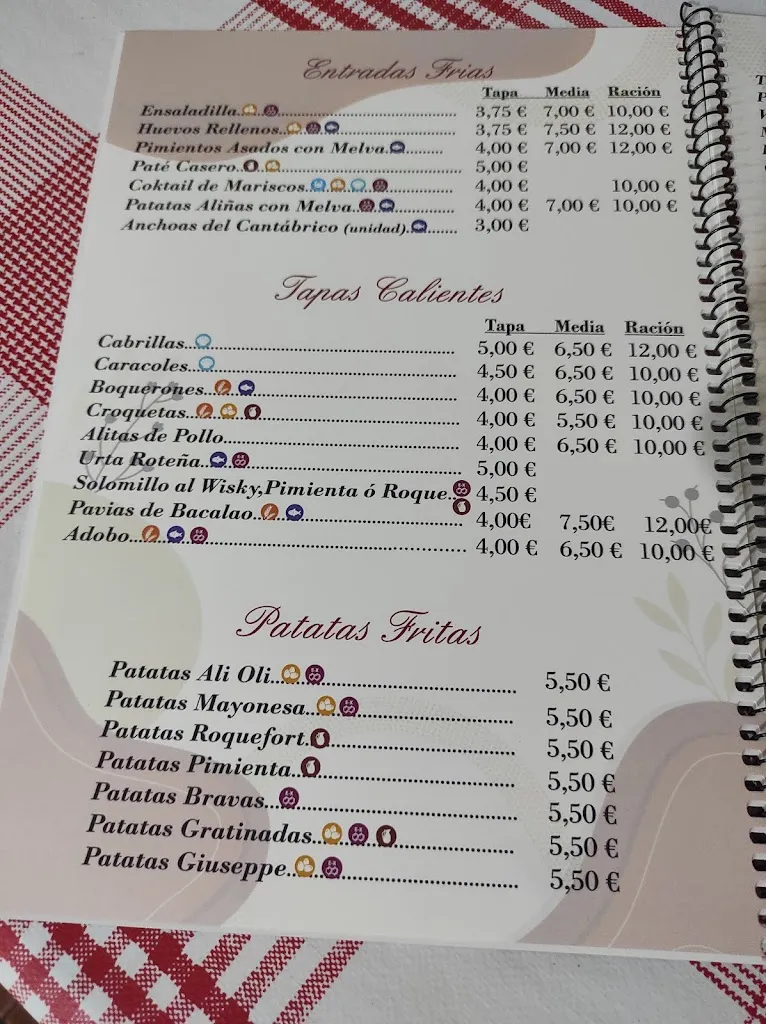 Entradas Frias
Tapa Media Ración
Ensaladilla 3,75 € 7,00 € 10,00 €
Huevos Rellenos 3,75 € 7,50 € 12,00 €
Pimientos Asados con Melva 4,00 € 7,00 € 12,00 €
Paté Casero 5,00 €
Coktail de Mariscos 4,00 € 10,00 €
Patatas Aliñas con Melva 4,00 € 7,00 € 10,00 €
Anchoas del Cantábrico (unidad) 3,00 €
Tapas Calientes
Tapa Media Ración
Cabrillas 5,00 € 6,50 € 12,00 €
Caracoles 4,50 € 6,50 € 10,00 €
Boquerones 4,00 € 6,50 € 10,00 €
Croquetas 4,00 € 5,50 € 10,00 €
Alitas de Pollo 4,00 € 6,50 € 10,00 €
Urta Roteña 5,00 €
Solomillo al Wisky,Pimienta ó Roque 4,50 €
Pavias de Bacalao 4,00€ 7,50€ 12,00€
Adobo 4,00 € 6,50 € 10,00 €
Patatas Fritas
Patatas Ali Oli 5,50 €
Patatas Mayonesa 5,50 €
Patatas Roquefort 5,50 €
Patatas Pimienta 5,50 €
Patatas Bravas 5,50 €
Patatas Gratinadas 5,50 €
Patatas Giuseppe 5,50 €